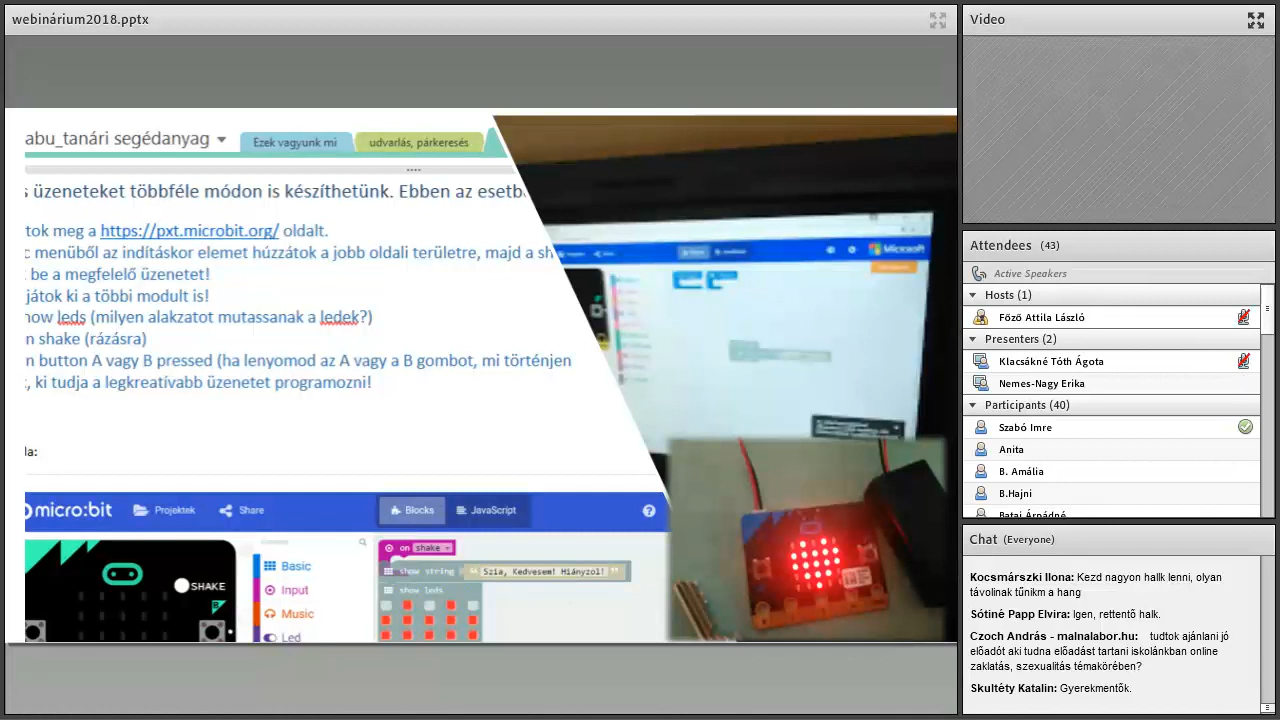 webinárium2018.pptx
abu_tanári segédanyag
Ezek vagyunk mi
udvarlás, párkeresés
s üzeneteket többféle módon is készíthetünk. Ebben az esetb
tok meg a https://pxt.microbit.org/ oldalt.
c menüből az indításkor elemet húzzátok a jobb oldali területre, majd a sh
be a megfelelő üzenetet!
játok ki a többi modult is!
now leds (milyen alakzatot mutassanak a ledek?)
n shake (rázásra)
n button A vagy B pressed (ha lenyomod az A vagy a B gombot, mi történjen
, ki tudja a legkreatívabb üzenetet programozni!
la:
micro:bit
Projektek
Share
Blocks
JavaScript
?
SHAKE
B
Basic
Input
Music
Led
on shake
show string " Szia, Kedvesem! Hiányzol! "
show leds
Microsoft
Video
Attendees (43)
Active Speakers
Hosts (1)
Főző Attila László
Presenters (2)
Klacsákné Tóth Ágota
Nemes-Nagy Erika
Participants (40)
Szabó Imre
Anita
B. Amália
B.Hajni
Batai Árpádné
Chat (Everyone)
Kocsmárszki Ilona: Kezd nagyon hallk lenni, olyan
távolinak tűnikm a hang
Sótiné Papp Elvira: Igen, rettentő halk.
Czoch András - malnalabor.hu: tudtok ajánlani jó
előadót aki tudna előadást tartani iskolánkban online
zaklatás, szexualitás témakörében?
Skultéty Katalin: Gyerekmentők.